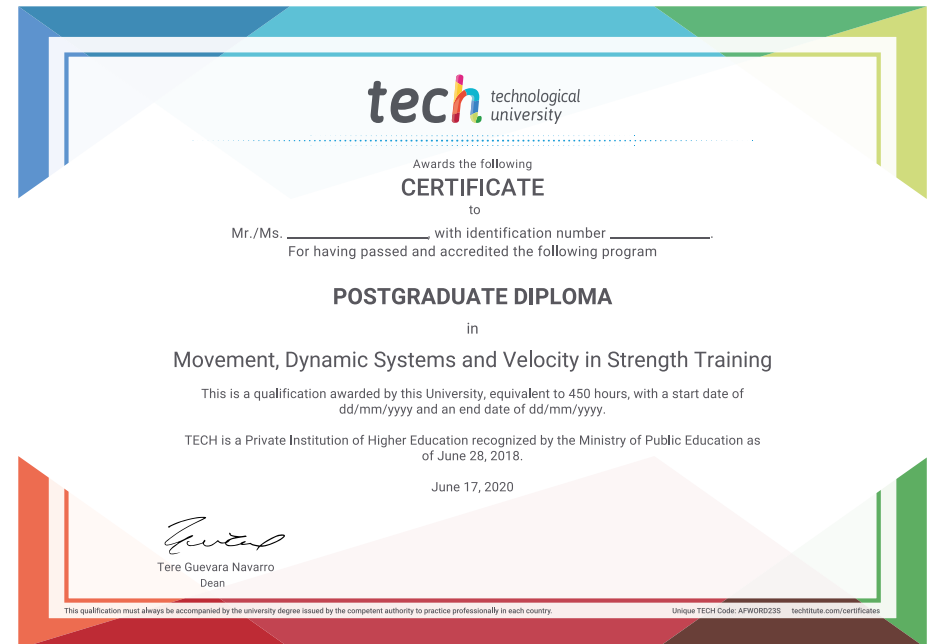 tech technological
university
Awards the following
CERTIFICATE
to
Mr./Ms. ____________________, with identification number ______________.
For having passed and accredited the following program
POSTGRADUATE DIPLOMA
in
Movement, Dynamic Systems and Velocity in Strength Training
This is a qualification awarded by this University, equivalent to 450 hours, with a start date of
dd/mm/yyyy and an end date of dd/mm/yyyy.
TECH is a Private Institution of Higher Education recognized by the Ministry of Public Education as
of June 28, 2018.
June 17, 2020
Tere Guevara Navarro
Dean
This qualification must always be accompanied by the university degree issued by the competent authority to practice professionally in each country.
Unique TECH Code: AFWORD23S techtitute.com/certificates